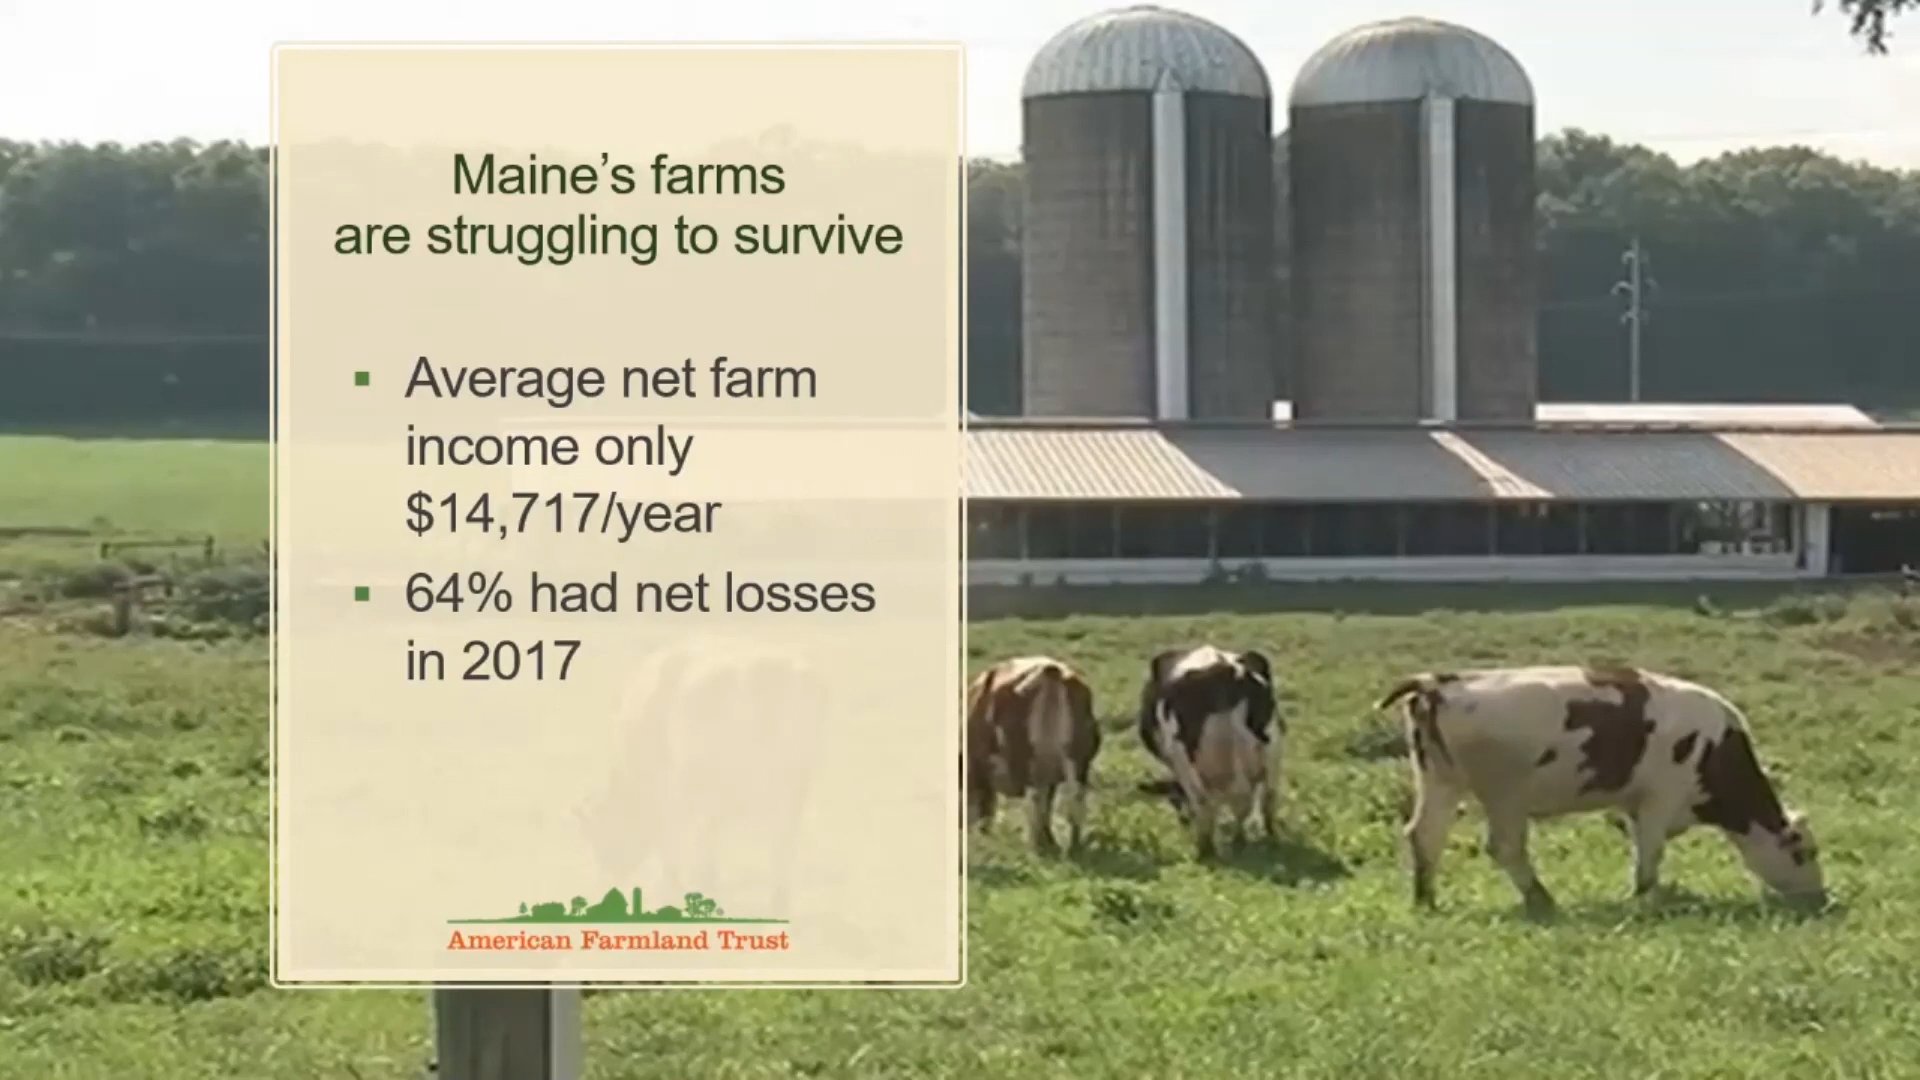 Maine’s farms
are struggling to survive
▪ Average net farm
income only
$14,717/year
▪ 64% had net losses
in 2017
American Farmland Trust